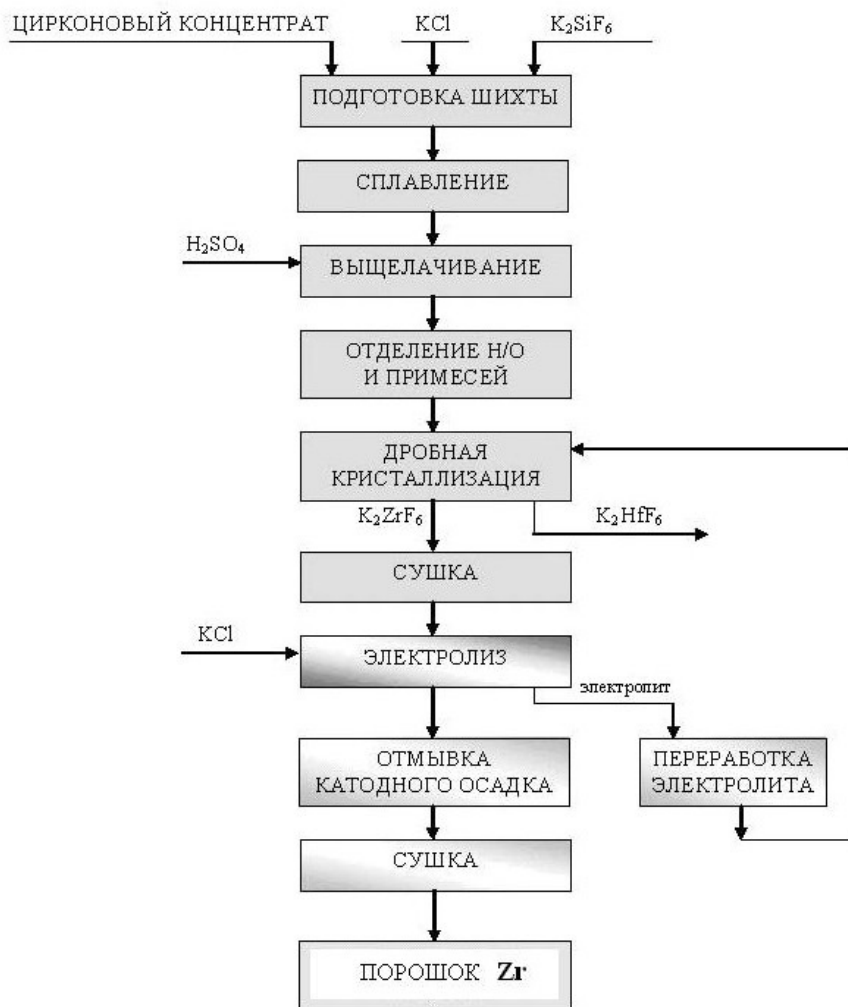 ЦИРКОНОВЫЙ КОНЦЕНТРАТ
KCl
K₂SiF₆
ПОДГОТОВКА ШИХТЫ
СПЛАВЛЕНИЕ
H₂SO₄
ВЫЩЕЛАЧИВАНИЕ
ОТДЕЛЕНИЕ Н/О
И ПРИМЕСЕЙ
ДРОБНАЯ
КРИСТАЛЛИЗАЦИЯ
K₂ZrF₆
K₂HfF₆
СУШКА
KCl
ЭЛЕКТРОЛИЗ
электропит
ОТМЫВКА
КАТОДНОГО ОСАДКА
ПЕРЕРАБОТКА
ЭЛЕКТРОЛИТА
СУШКА
ПОРОШОК Zr